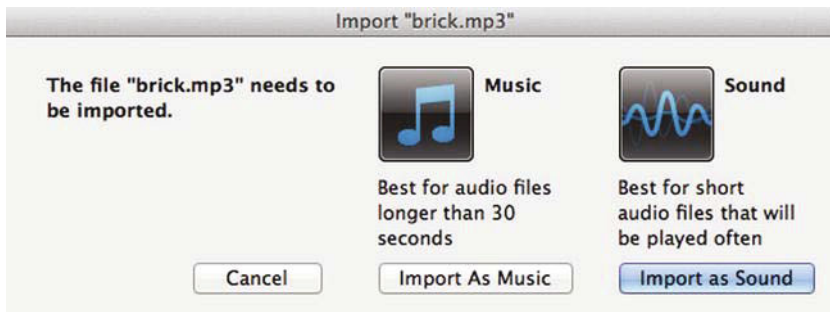 Import "brick.mp3"
The file "brick.mp3" needs to
be imported.
Music
Best for audio files
longer than 30
seconds
Sound
Best for short
audio files that will
be played often
Cancel
Import As Music
Import as Sound